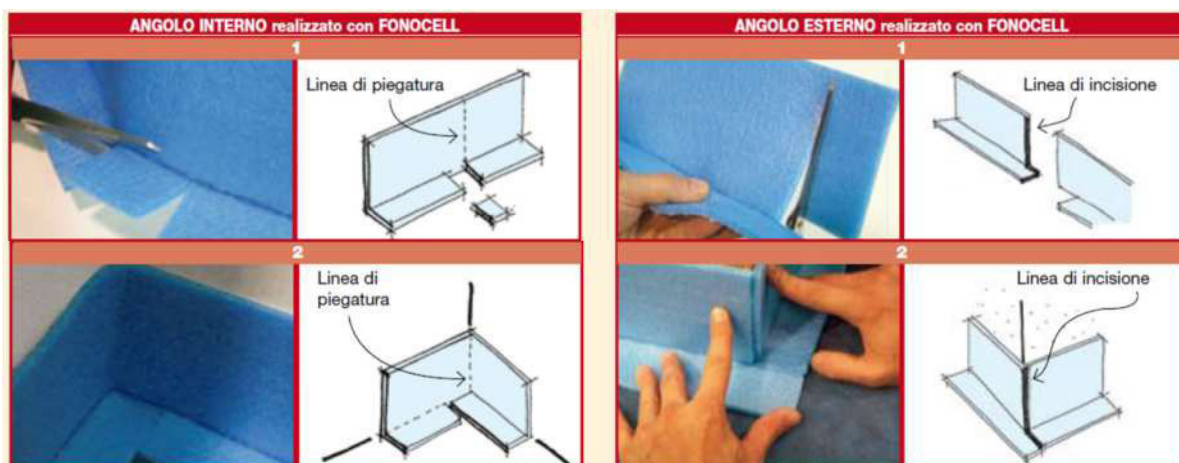 ANGOLO INTERNO realizzato con FONOCELL
1
Linea di piegatura
2
Linea di
piegatura
ANGOLO ESTERNO realizzato con FONOCELL
1
Linea di incisione
2
Linea di incisione